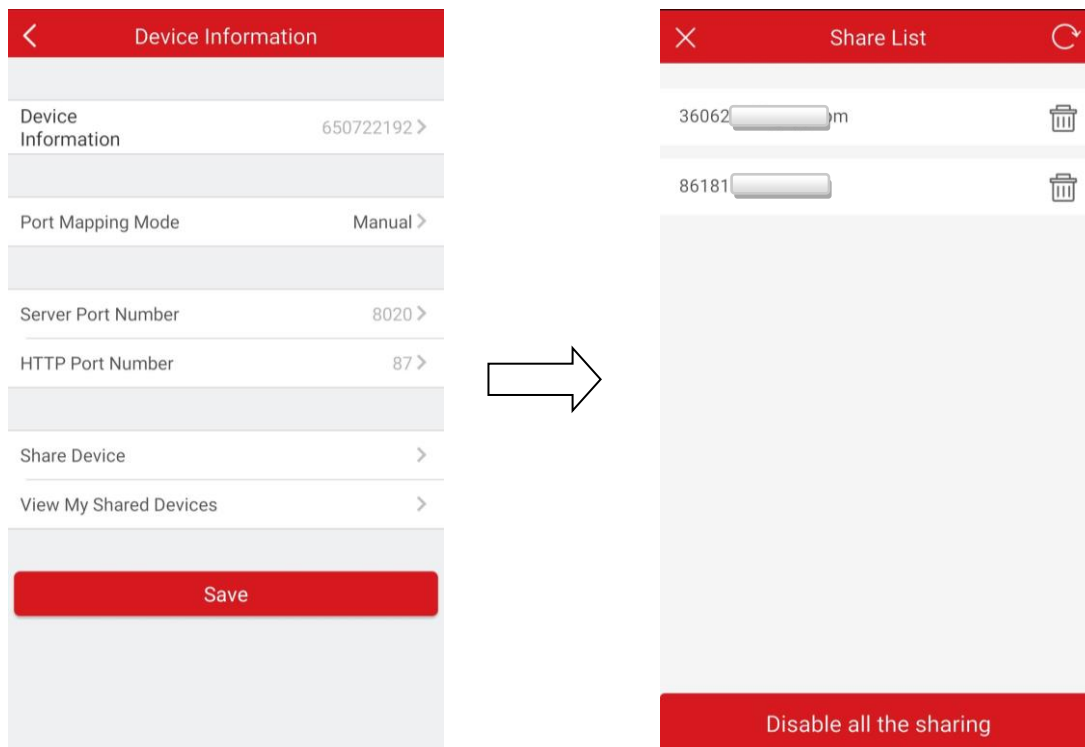 Device Information
Device
Information
650722192
Port Mapping Mode
Manual
Server Port Number
8020
HTTP Port Number
87
Share Device
View My Shared Devices
Save
Share List
36062
m
86181
Disable all the sharing